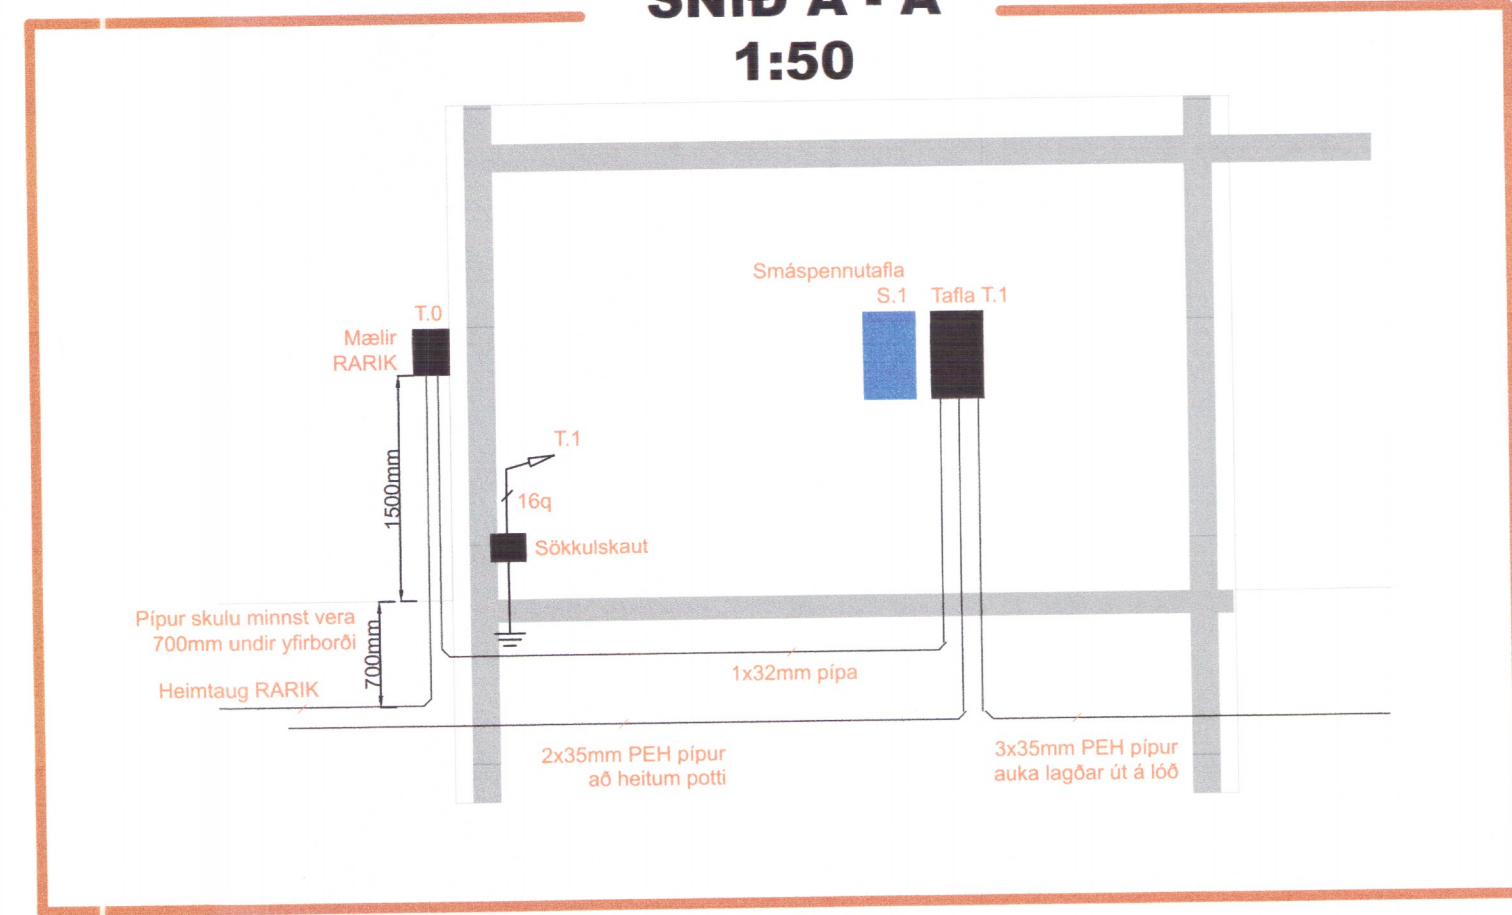 SNIÐ A - A
1:50
Smáspennutafla
S.1
Tafla T.1
T.0
Mælir
RARIK
T.1
1500mm
16q
Sökkulskaut
Pípur skulu minnst vera
700mm undir yfirborði
700mm
Heimtaug RARIK
1x32mm pípa
2x35mm PEH pípur
að heitum potti
3x35mm PEH pípur
auka lagðar út á lóð